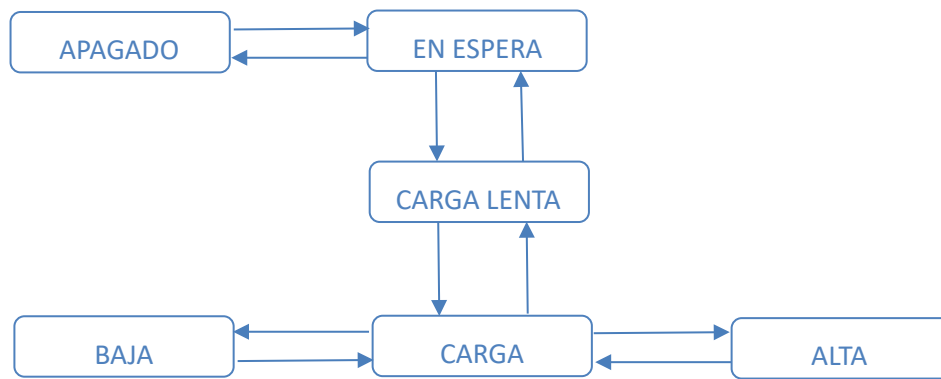 APAGADO
EN ESPERA
CARGA LENTA
BAJA
CARGA
ALTA